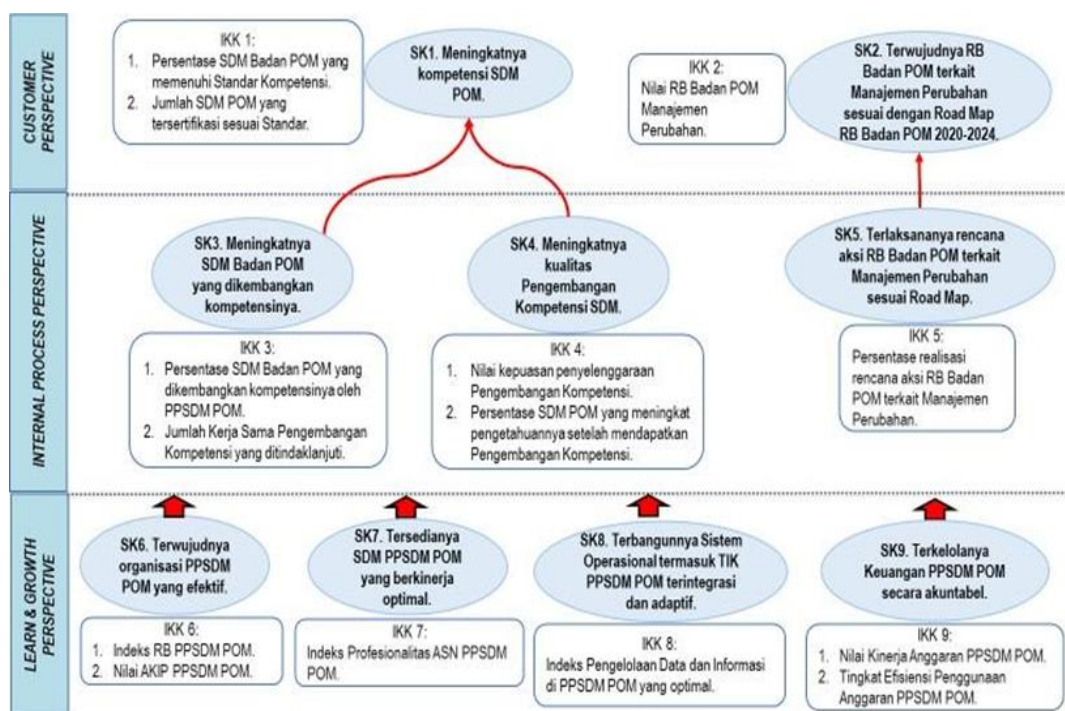 CUSTOMER
PERSPECTIVE
IKK 1:
1. Persentase SDM Badan POM yang
memenuhi Standar Kompetensi.
2. Jumlah SDM POM yang
tersertifikasi sesuai Standar.
SK1. Meningkatnya
kompetensi SDM
POM.
IKK 2:
Nilai RB Badan POM
Manajemen
Perubahan.
SK2. Terwujudnya RB
Badan POM terkait
Manajemen Perubahan
sesuai dengan Road Map
RB Badan POM 2020-2024.
INTERNAL PROCESS PERSPECTIVE
SK3. Meningkatnya
SDM Badan POM
yang dikembangkan
kompetensinya.
IKK 3:
1. Persentase SDM Badan POM yang
dikembangkan kompetensinya oleh
PPSDM POM.
2. Jumlah Kerja Sama Pengembangan
Kompetensi yang ditindaklanjuti.
SK4. Meningkatnya
kualitas
Pengembangan
Kompetensi SDM.
IKK 4:
1. Nilai kepuasan penyelenggaraan
Pengembangan Kompetensi.
2. Persentase SDM POM yang meningkat
pengetahuannya setelah mendapatkan
Pengembangan Kompetensi.
SK5. Terlaksananya rencana
aksi RB Badan POM terkait
Manajemen Perubahan
sesuai Road Map.
IKK 5:
Persentase realisasi
rencana aksi RB Badan
POM terkait Manajemen
Perubahan.
LEARN & GROWTH
PERSPECTIVE
SK6. Terwujudnya
organisasi PPSDM
POM yang efektif.
IKK 6:
1. Indeks RB PPSDM POM.
2. Nilai AKIP PPSDM POM.
SK7. Tersedianya
SDM PPSDM POM
yang berkinerja
optimal.
IKK 7:
Indeks Profesionalitas ASN PPSDM
POM.
SK8. Terbangunnya Sistem
Operasional termasuk TIK
PPSDM POM terintegrasi
dan adaptif.
IKK 8:
Indeks Pengelolaan Data dan Informasi
di PPSDM POM yang optimal.
SK9. Terkelolanya
Keuangan PPSDM POM
secara akuntabel.
IKK 9:
1. Nilai Kinerja Anggaran PPSDM POM.
2. Tingkat Efisiensi Penggunaan
Anggaran PPSDM POM.